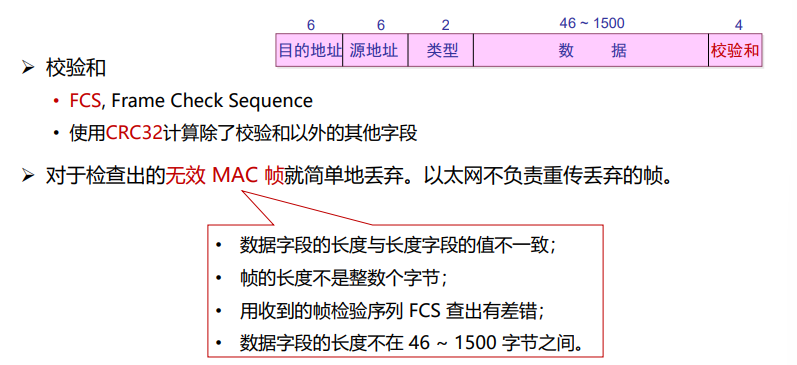 6 6 2 46 ~ 1500 4
目的地址 源地址 类型 数 据 校验和
➢ 校验和
• FCS, Frame Check Sequence
• 使用CRC32计算除了校验和以外的其他字段
➢ 对于检查出的无效 MAC 帧就简单地丢弃。以太网不负责重传丢弃的帧。
• 数据字段的长度与长度字段的值不一致；
• 帧的长度不是整数个字节；
• 用收到的帧检验序列 FCS 查出有差错；
• 数据字段的长度不在 46 ~ 1500 字节之间。